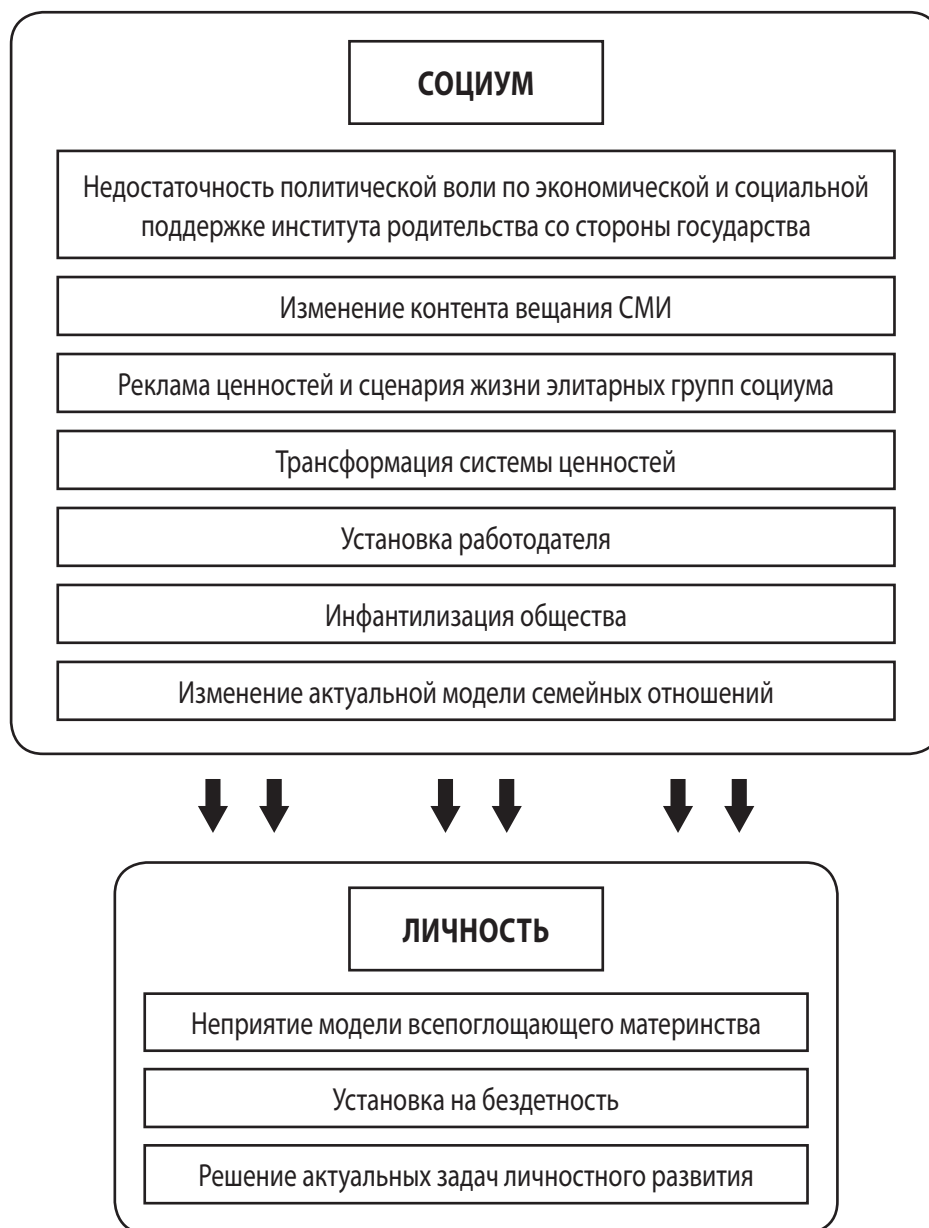 СОЦИУМ
Недостаточность политической воли по экономической и социальной
поддержке института родительства со стороны государства
Изменение контента вещания СМИ
Реклама ценностей и сценария жизни элитарных групп социума
Трансформация системы ценностей
Установка работодателя
Инфантилизация общества
Изменение актуальной модели семейных отношений
ЛИЧНОСТЬ
Неприятие модели всепоглощающего материнства
Установка на бездетность
Решение актуальных задач личностного развития